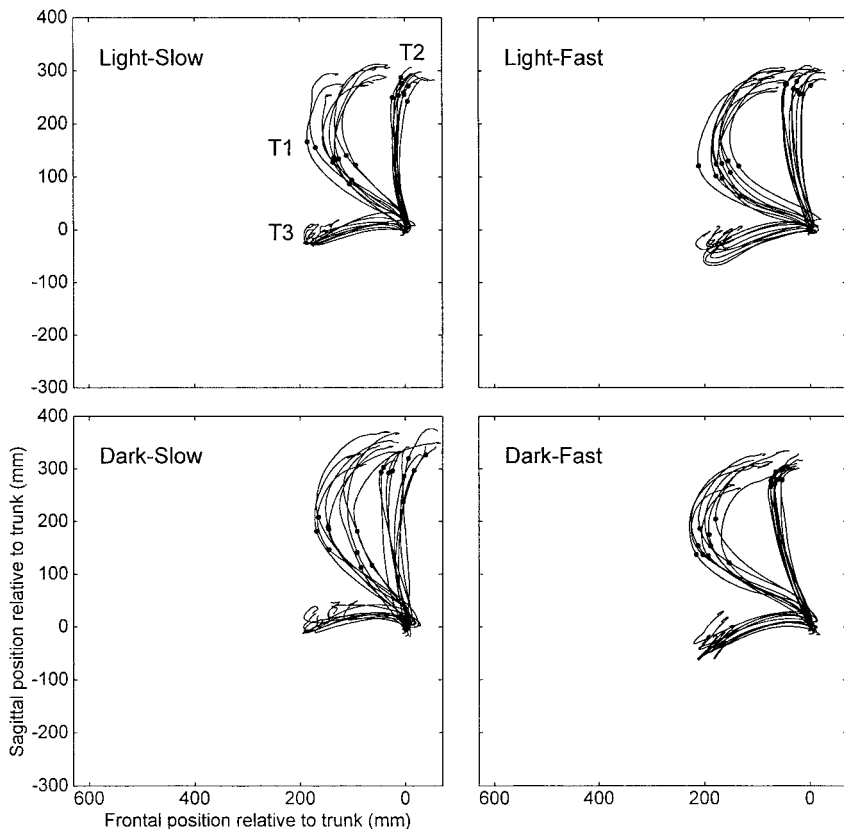 400
300
200
100
0
-100
-200
-300
Light-Slow
T2
T1
T3
Light-Fast
400
300
200
100
0
-100
-200
-300
Dark-Slow
Dark-Fast
Sagittal position relative to trunk (mm)
600 400 200 0
600 400 200 0
Frontal position relative to trunk (mm)